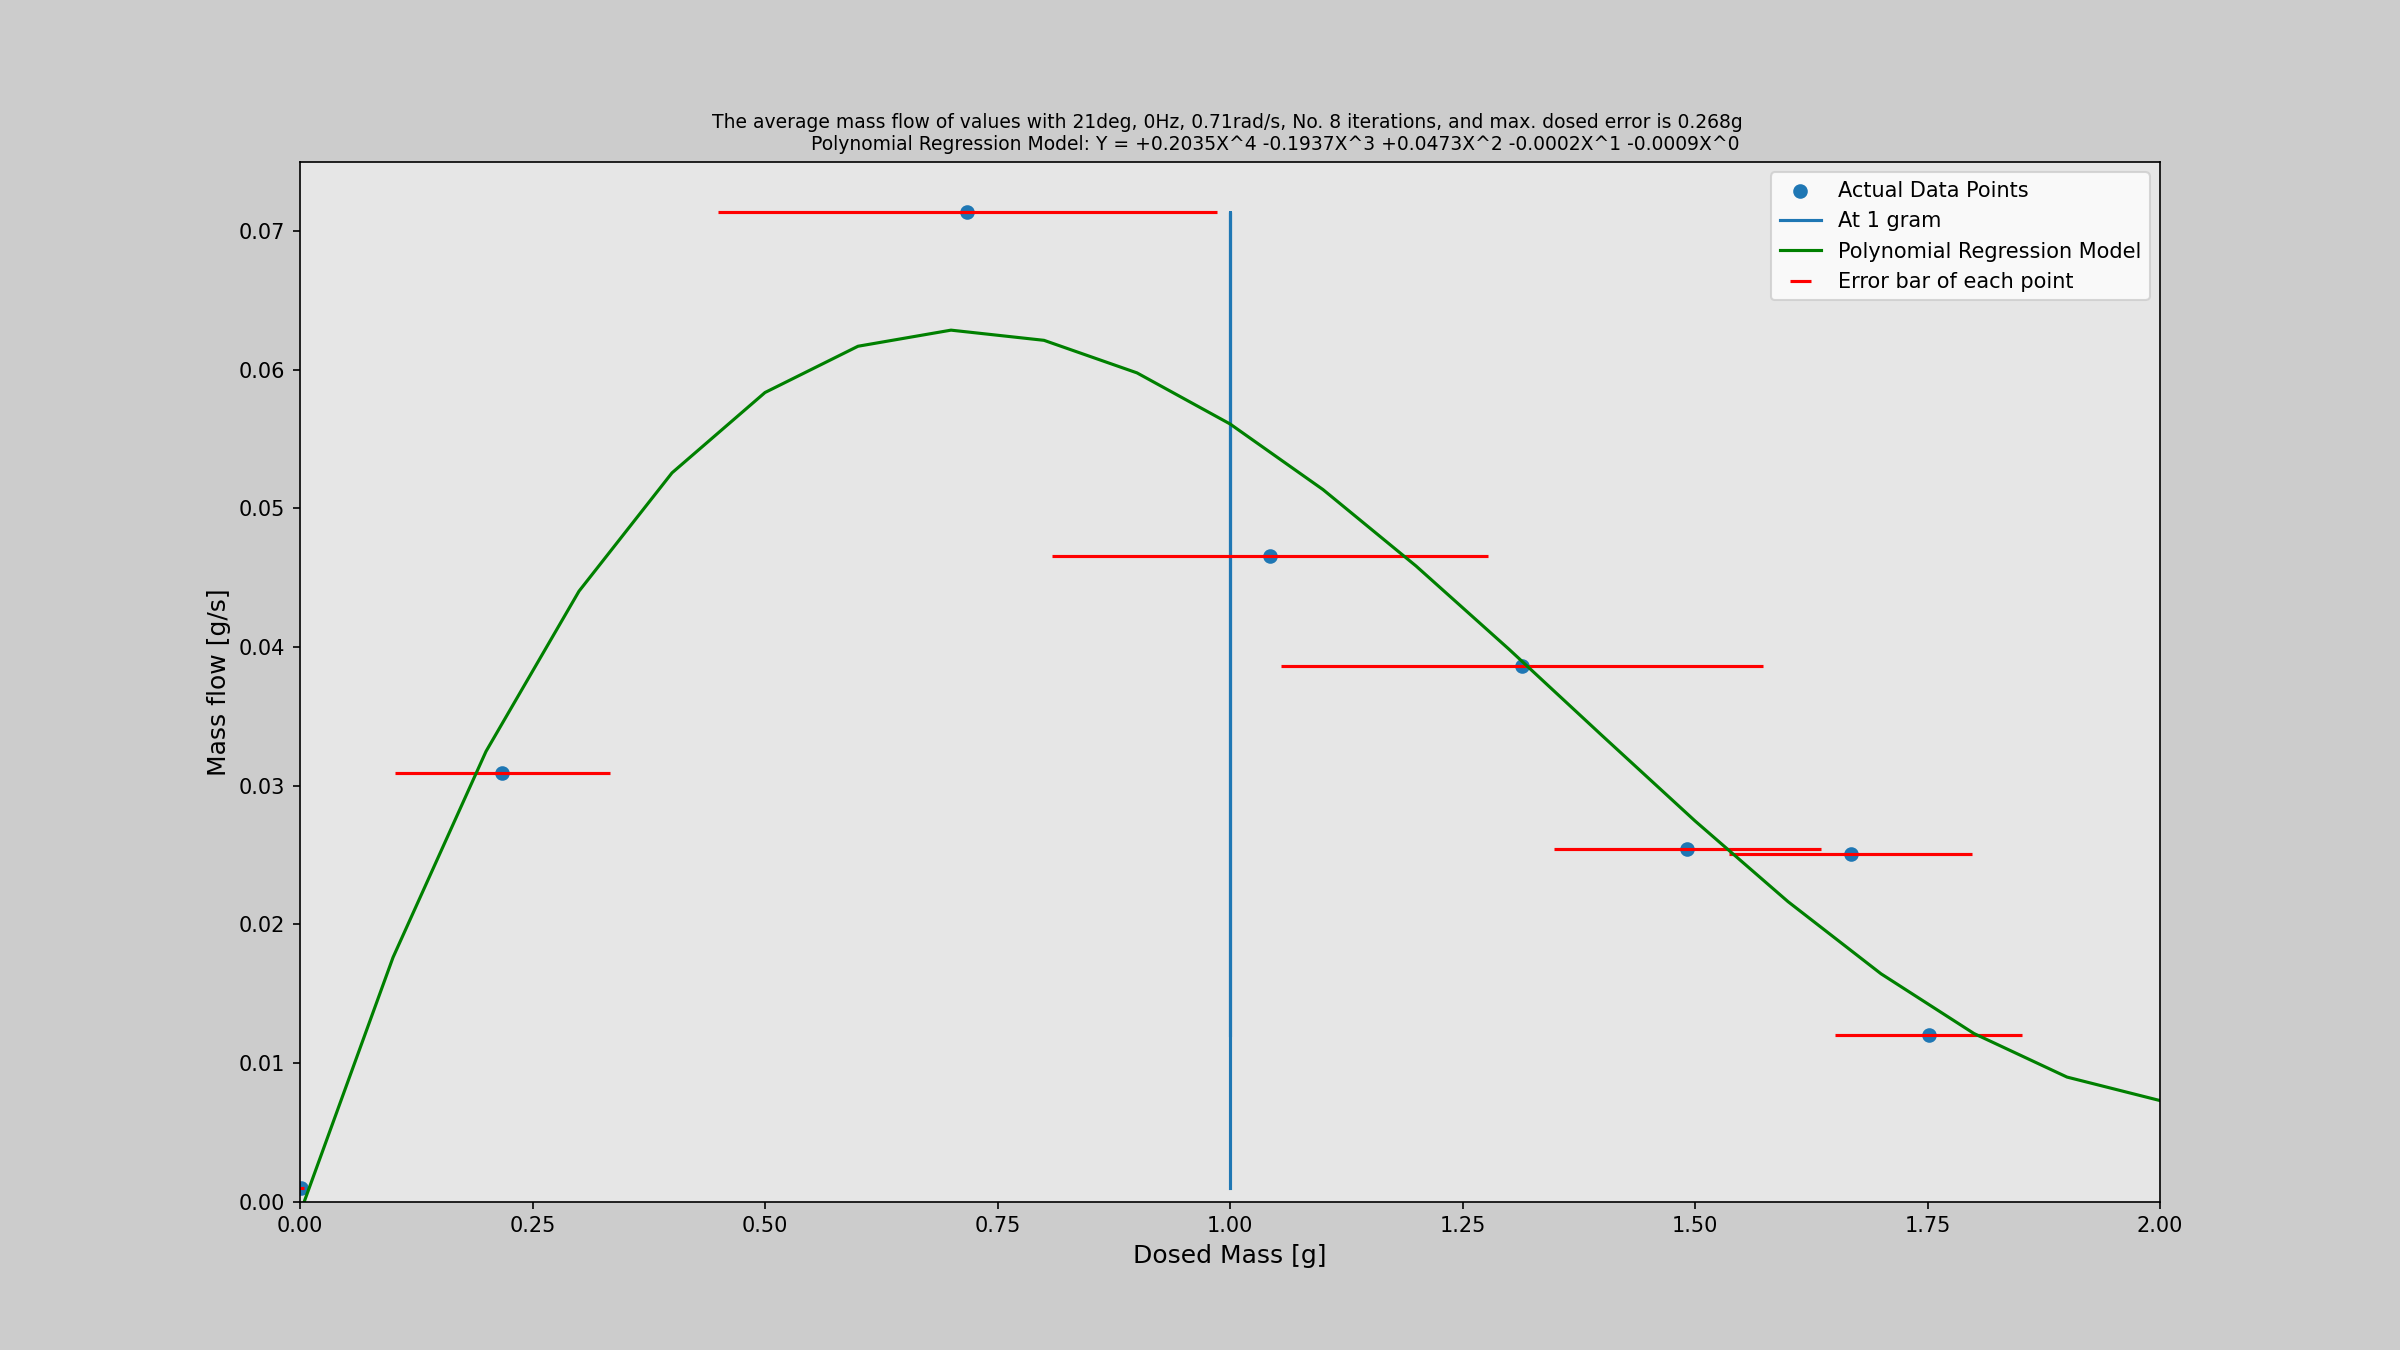 The average mass flow of values with 21deg, 0Hz, 0.71rad/s, No. 8 iterations, and max. dosed error is 0.268g
Polynomial Regression Model: Y = +0.2035X^4 -0.1937X^3 +0.0473X^2 -0.0002X^1 -0.0009X^0
Actual Data Points
At 1 gram
Polynomial Regression Model
Error bar of each point
Mass flow [g/s]
0.07
0.06
0.05
0.04
0.03
0.02
0.01
0.00
0.00 0.25 0.50 0.75 1.00 1.25 1.50 1.75 2.00
Dosed Mass [g]